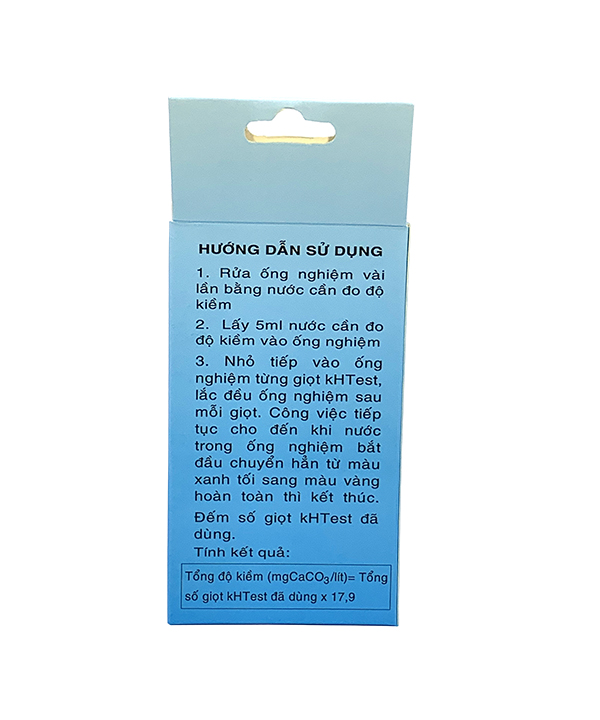 HƯỚNG DẪN SỬ DỤNG
1. Rửa ống nghiệm vài
lần bằng nước cần đo độ
kiềm
2. Lấy 5ml nước cần đo
độ kiềm vào ống nghiệm
3. Nhỏ tiếp vào ống
nghiệm từng giọt kHTest,
lắc đều ống nghiệm sau
mỗi giọt. Công việc tiếp
tục cho đến khi nước
trong ống nghiệm bắt
đầu chuyển hẳn từ màu
xanh tối sang màu vàng
hoàn toàn thì kết thúc.
Đếm số giọt kHTest đã
dùng.
Tính kết quả:
Tổng độ kiềm (mgCaCO₃/lít)= Tổng
số giọt kHTest đã dùng x 17,9